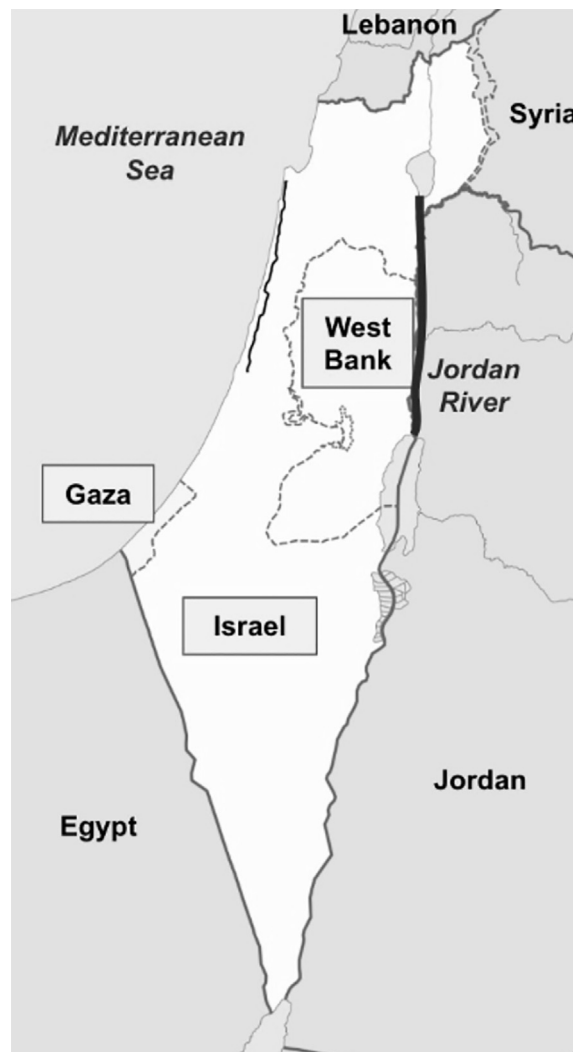 Lebanon
Mediterranean
Sea
Syria
West
Bank
Jordan
River
Gaza
Israel
Jordan
Egypt